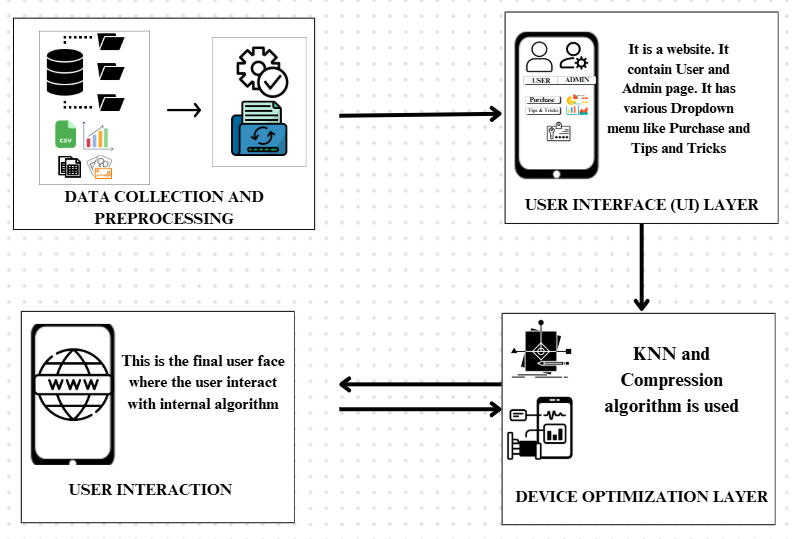 CSV
DATA COLLECTION AND
PREPROCESSING
USER
ADMIN
Purchase
Tips & Tricks
It is a website. It
contain User and
Admin page. It has
various Dropdown
menu like Purchase and
Tips and Tricks
USER INTERFACE (UI) LAYER
WWW
This is the final user face
where the user interact
with internal algorithm
USER INTERACTION
KNN and
Compression
algorithm is used
DEVICE OPTIMIZATION LAYER